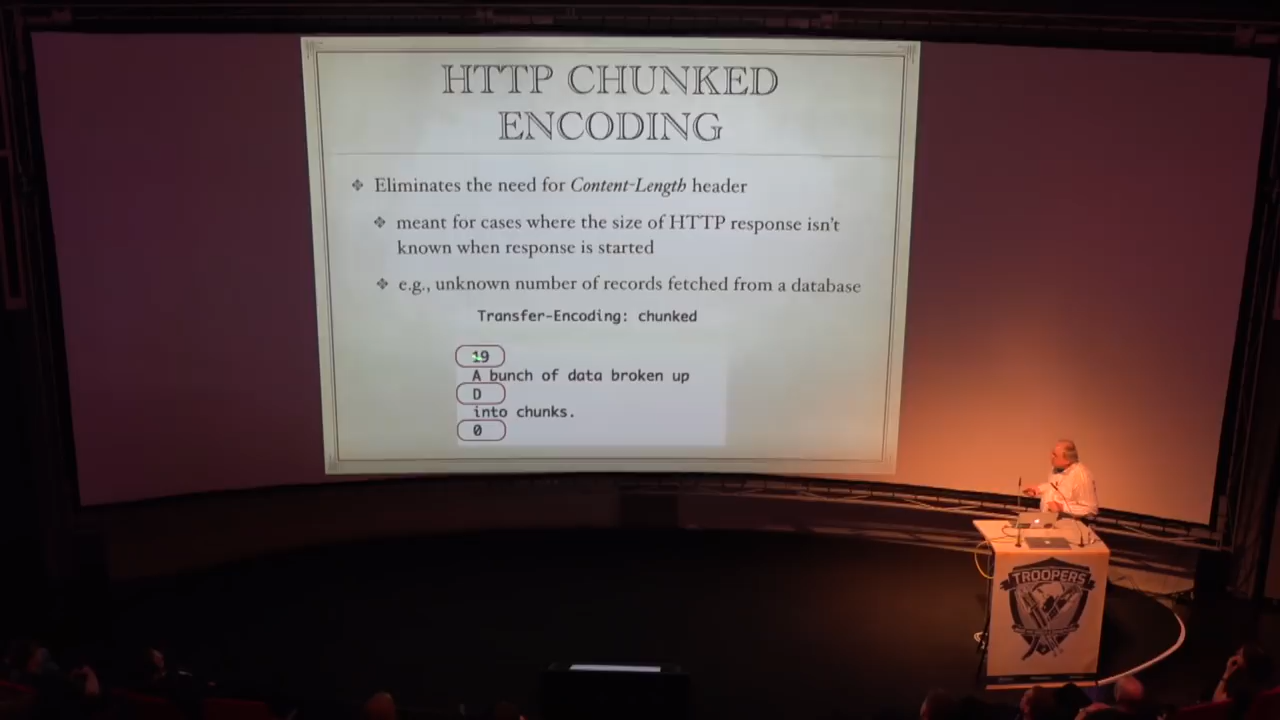 HTTP CHUNKED
ENCODING
Eliminates the need for Content-Length header
meant for cases where the size of HTTP response isn't
known when response is started
e.g., unknown number of records fetched from a database
Transfer-Encoding: chunked
19
A bunch of data broken up
D
into chunks.
0
TROOPERS